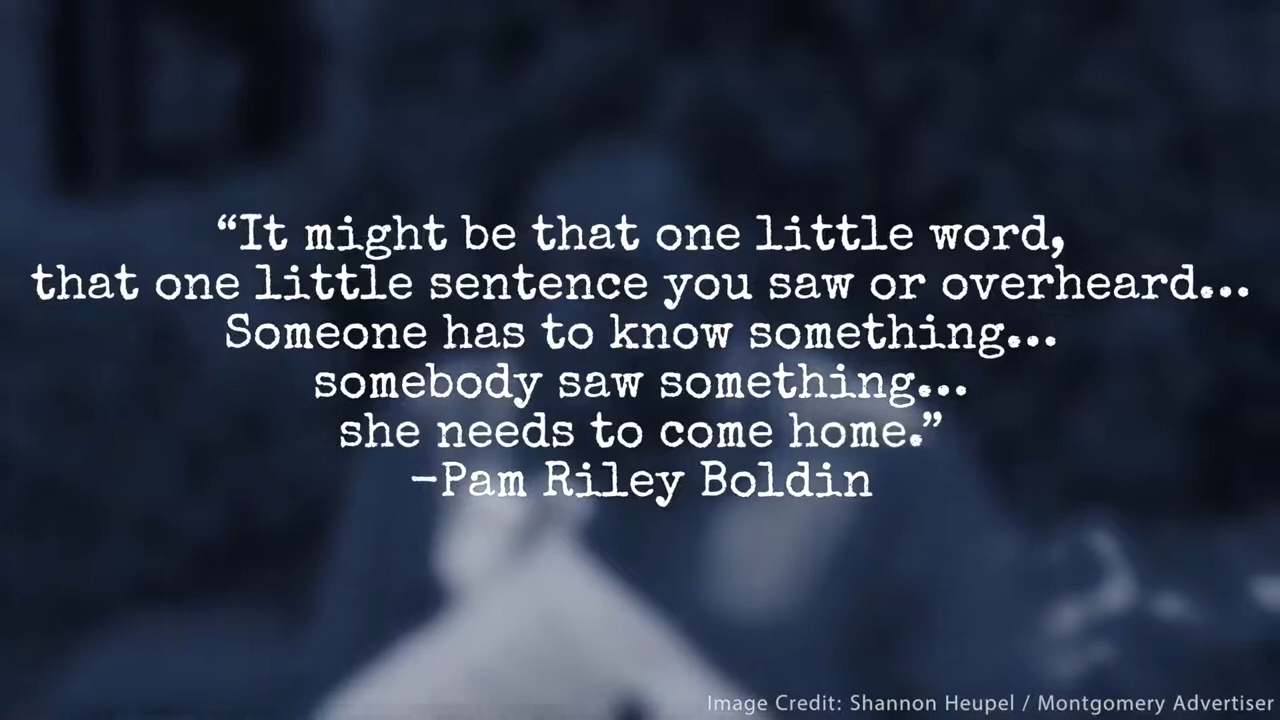 “It might be that one little word,
that one little sentence you saw or overheard...
Someone has to know something...
somebody saw something...
she needs to come home.”
-Pam Riley Boldin
Image Credit: Shannon Heupel / Montgomery Advertiser